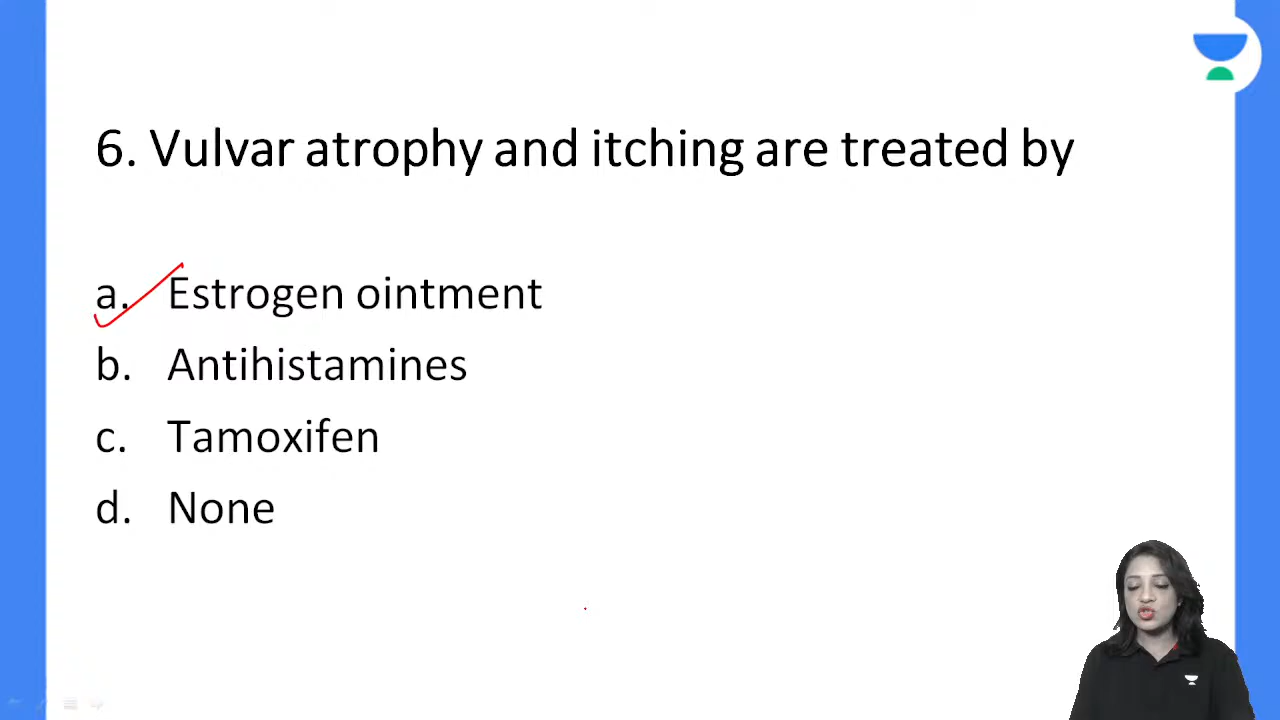 6. Vulvar atrophy and itching are treated by
a. Estrogen ointment
b. Antihistamines
c. Tamoxifen
d. None